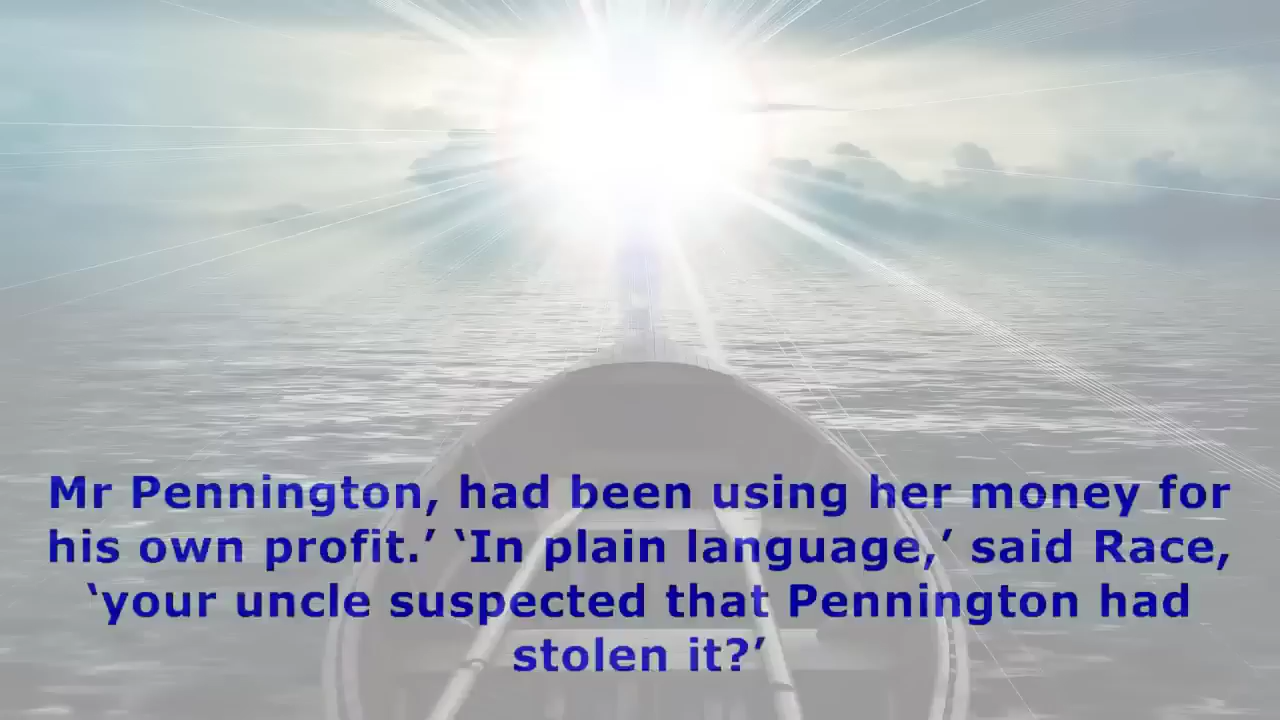 Mr Pennington, had been using her money for
his own profit.’ ‘In plain language,’ said Race,
‘your uncle suspected that Pennington had
stolen it?’